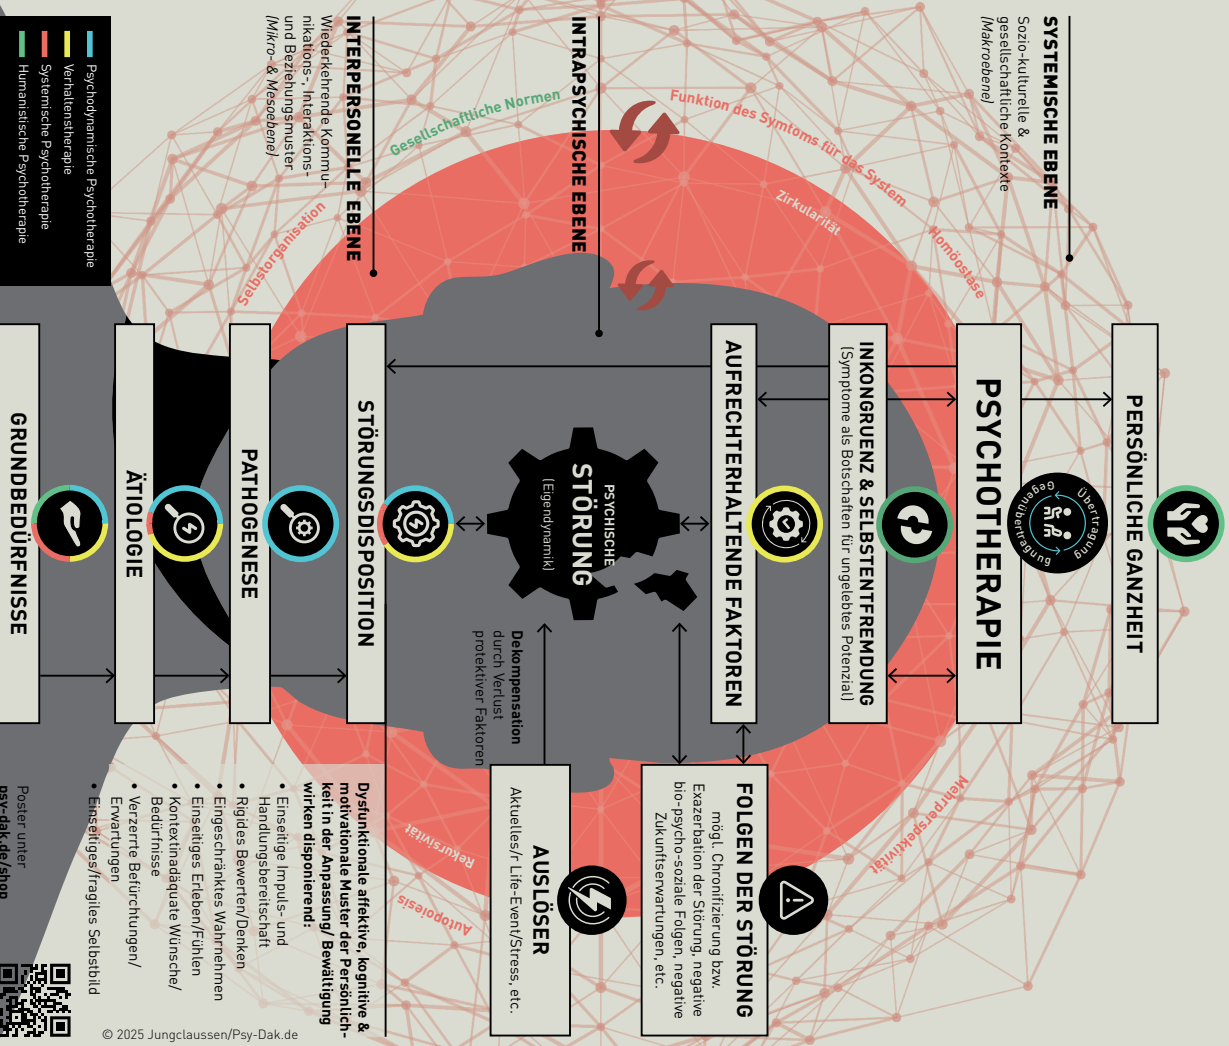 SYSTEMISCHE EBENE
Sozio-kulturelle &
gesellschaftliche Kontexte
(Makroebene)
INTRAPSYCHISCHE EBENE
INTERPERSONELLE EBENE
Wiederkehrende Kommu-
nikations-, Interaktions-
und Beziehungsmuster
(Mikro- & Mesoebene)
Psychodynamische Psychotherapie
Verhaltenstherapie
Systemische Psychotherapie
Humanistische Psychotherapie
Homöostase
Funktion des Symtoms für das System
Zirkularität
Gesellschaftliche Normen
Selbstorganisation
PERSÖNLICHE GANZHEIT
Übertragung
Gegenübertragung
PSYCHOTHERAPIE
INKONGRUENZ & SELBSTENTFREMDUNG
(Symptome als Botschaften für ungelebtes Potenzial)
AUFRECHTERHALTENDE FAKTOREN
PSYCHISCHE
STÖRUNG
(Eigendynamik)
Dekompensation
durch Verlust
protektiver Faktoren
STÖRUNGSDISPOSITION
PATHOGENESE
ÄTIOLOGIE
GRUNDBEDÜRFNISSE
Mehrperspektivität
FOLGEN DER STÖRUNG
mögl. Chronifizierung bzw.
Exazerbation der Störung, negative
bio-psycho-soziale Folgen, negative
Zukunftserwartungen, etc.
AUSLÖSER
Aktuelles/r Life-Event/Stress, etc.
Rekursivität
Autopoiesis
Dysfunktionale affektive, kognitive &
motivationale Muster der Persönlich-
keit in der Anpassung/ Bewältigung
wirken disponierend:
• Einseitige Impuls- und
Handlungsbereitschaft
• Rigides Bewerten/Denken
• Eingeschränktes Wahrnehmen
• Einseitiges Erleben/Fühlen
• Kontextinadäquate Wünsche/
Bedürfnisse
• Verzerrte Befürchtungen/
Erwartungen
• Einseitiges/fragiles Selbstbild
Poster unter
psy-dak.de/shop
© 2025 Jungclaussen/Psy-Dak.de